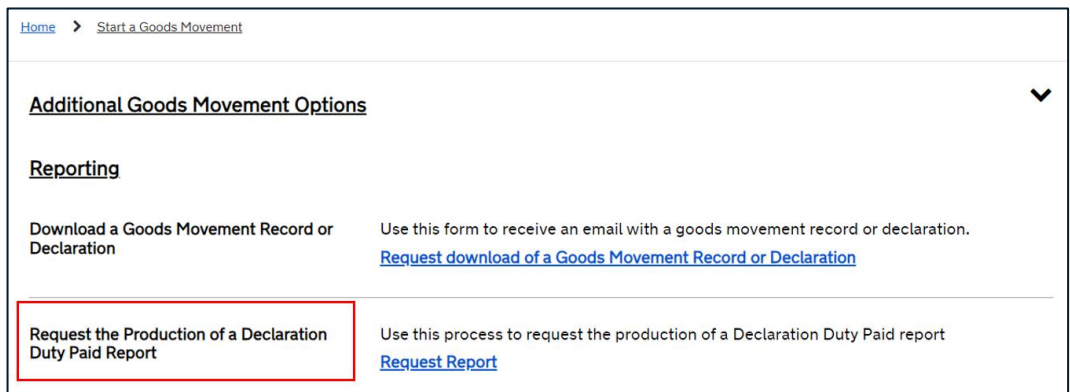 Home > Start a Goods Movement
Additional Goods Movement Options
Reporting
Download a Goods Movement Record or
Declaration
Use this form to receive an email with a goods movement record or declaration.
Request download of a Goods Movement Record or Declaration
Request the Production of a Declaration
Duty Paid Report
Use this process to request the production of a Declaration Duty Paid report
Request Report